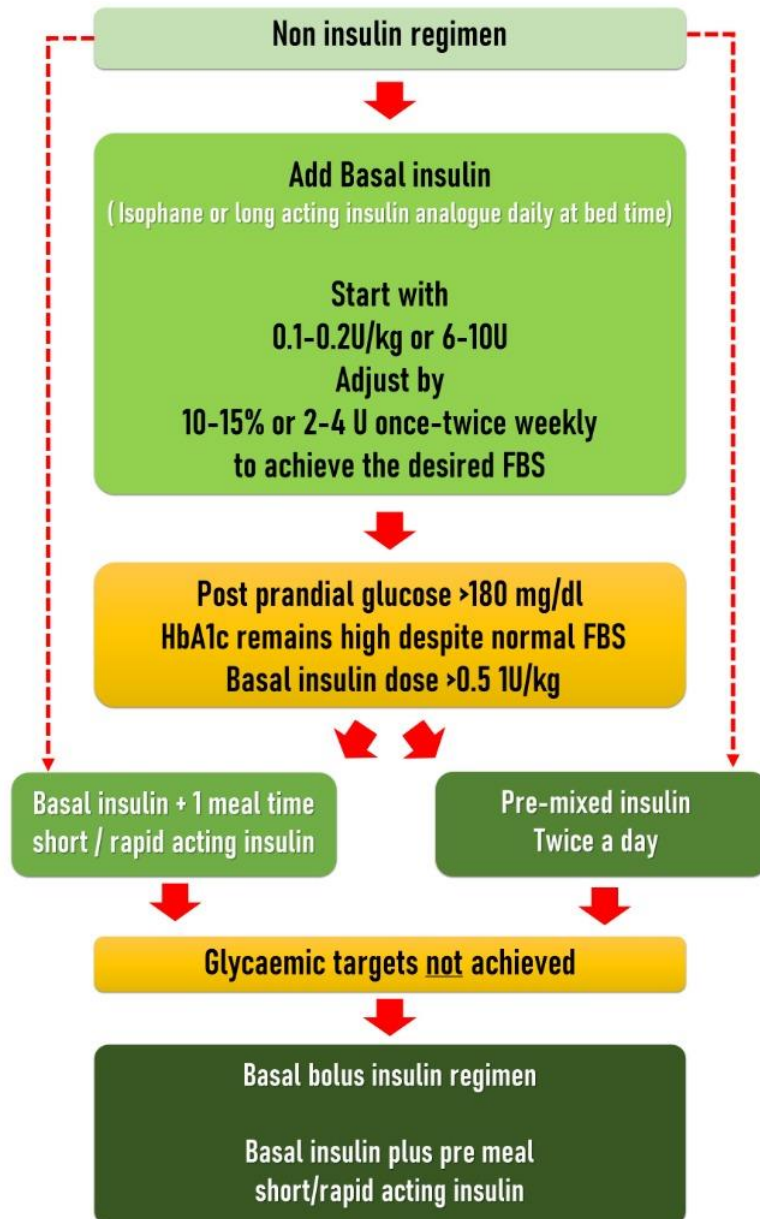 Non insulin regimen
Add Basal insulin
( Isophane or long acting insulin analogue daily at bed time)
Start with
0.1-0.2U/kg or 6-10U
Adjust by
10-15% or 2-4 U once-twice weekly
to achieve the desired FBS
Post prandial glucose >180 mg/dl
HbA1c remains high despite normal FBS
Basal insulin dose >0.5 1U/kg
Basal insulin + 1 meal time
short / rapid acting insulin
Pre-mixed insulin
Twice a day
Glycaemic targets not achieved
Basal bolus insulin regimen
Basal insulin plus pre meal
short/rapid acting insulin